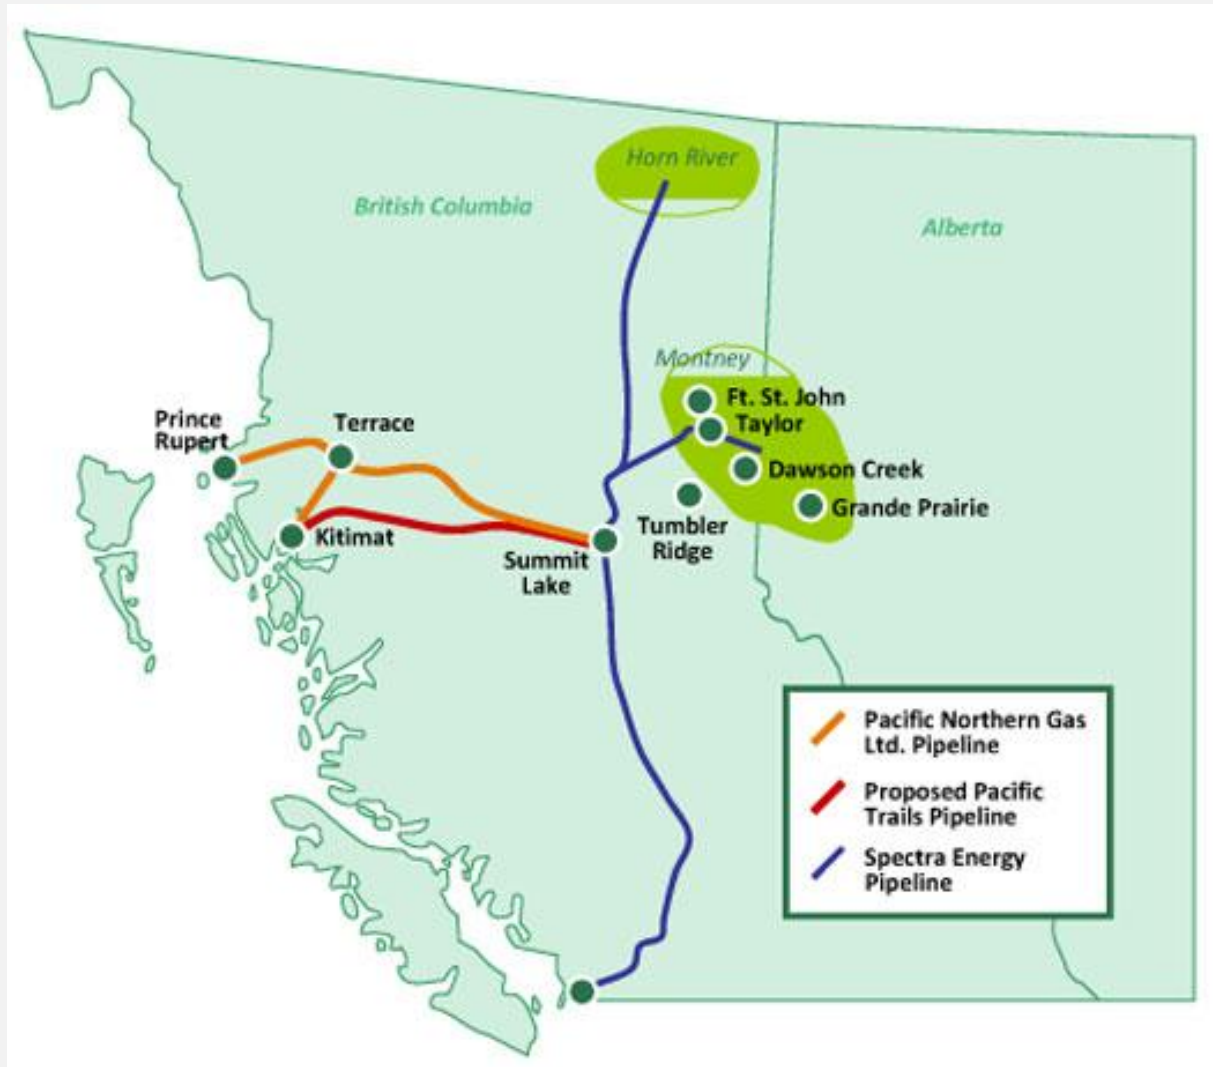 Horn River
British Columbia
Alberta
Montney
Ft. St. John
Taylor
Prince
Rupert
Terrace
Dawson Creek
Grande Prairie
Kitimat
Tumbler
Ridge
Summit
Lake
Pacific Northern Gas
Ltd. Pipeline
Proposed Pacific
Trails Pipeline
Spectra Energy
Pipeline